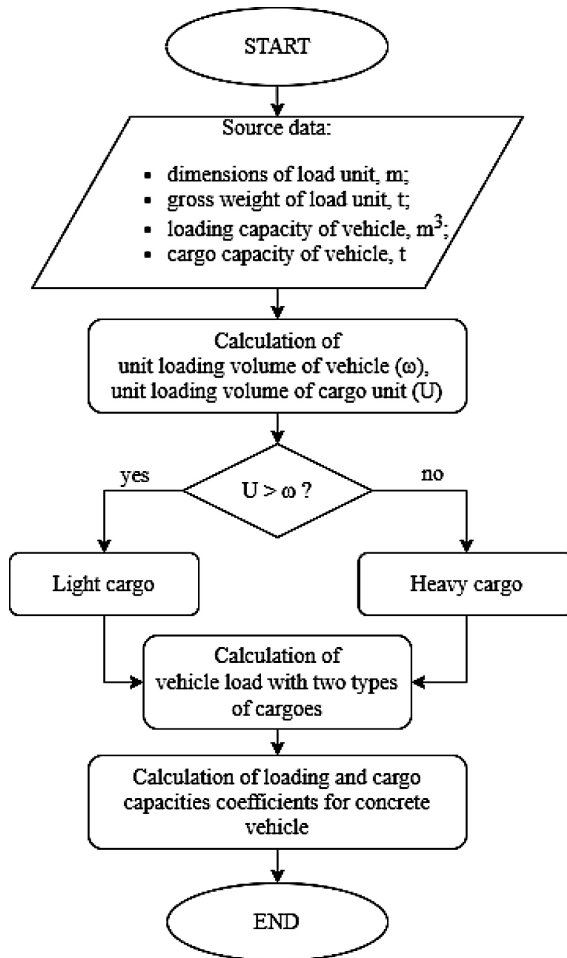 START
Source data:
▪ dimensions of load unit, m;
▪ gross weight of load unit, t;
▪ loading capacity of vehicle, m³;
▪ cargo capacity of vehicle, t
Calculation of
unit loading volume of vehicle (ω),
unit loading volume of cargo unit (U)
yes
U > ω ?
no
Light cargo
Heavy cargo
Calculation of
vehicle load with two types
of cargoes
Calculation of loading and cargo
capacities coefficients for concrete
vehicle
END